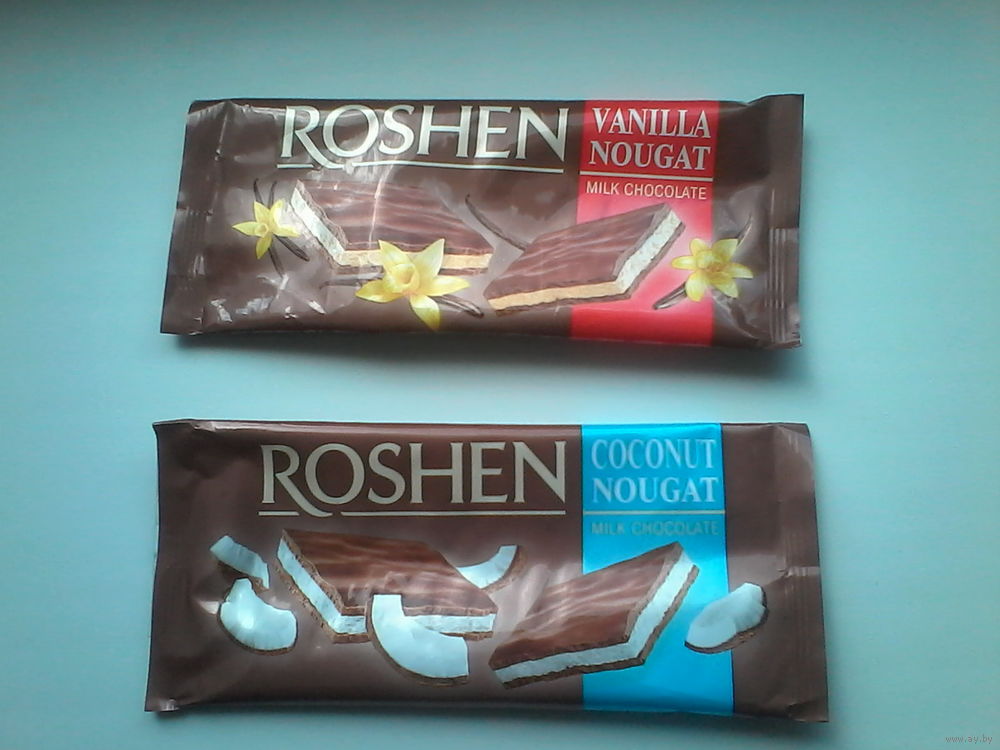 ROSHEN
VANILLA
NOUGAT
MILK CHOCOLATE
ROSHEN
COCONUT
NOUGAT
MILK CHOCOLATE
www.ay.by